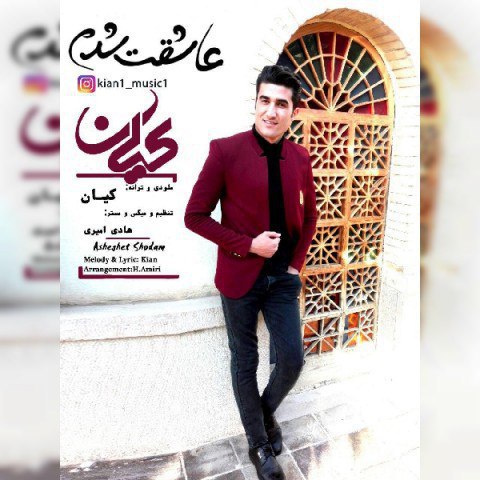 عاشقت شدم
kian1_music1
کیان
ملودی و ترانه:
کیان
تنظیم و میکس و مستر:
هادی امیری
Asheghet Shodam
Melody & Lyric: Kian
Arrangement:H.Amiri